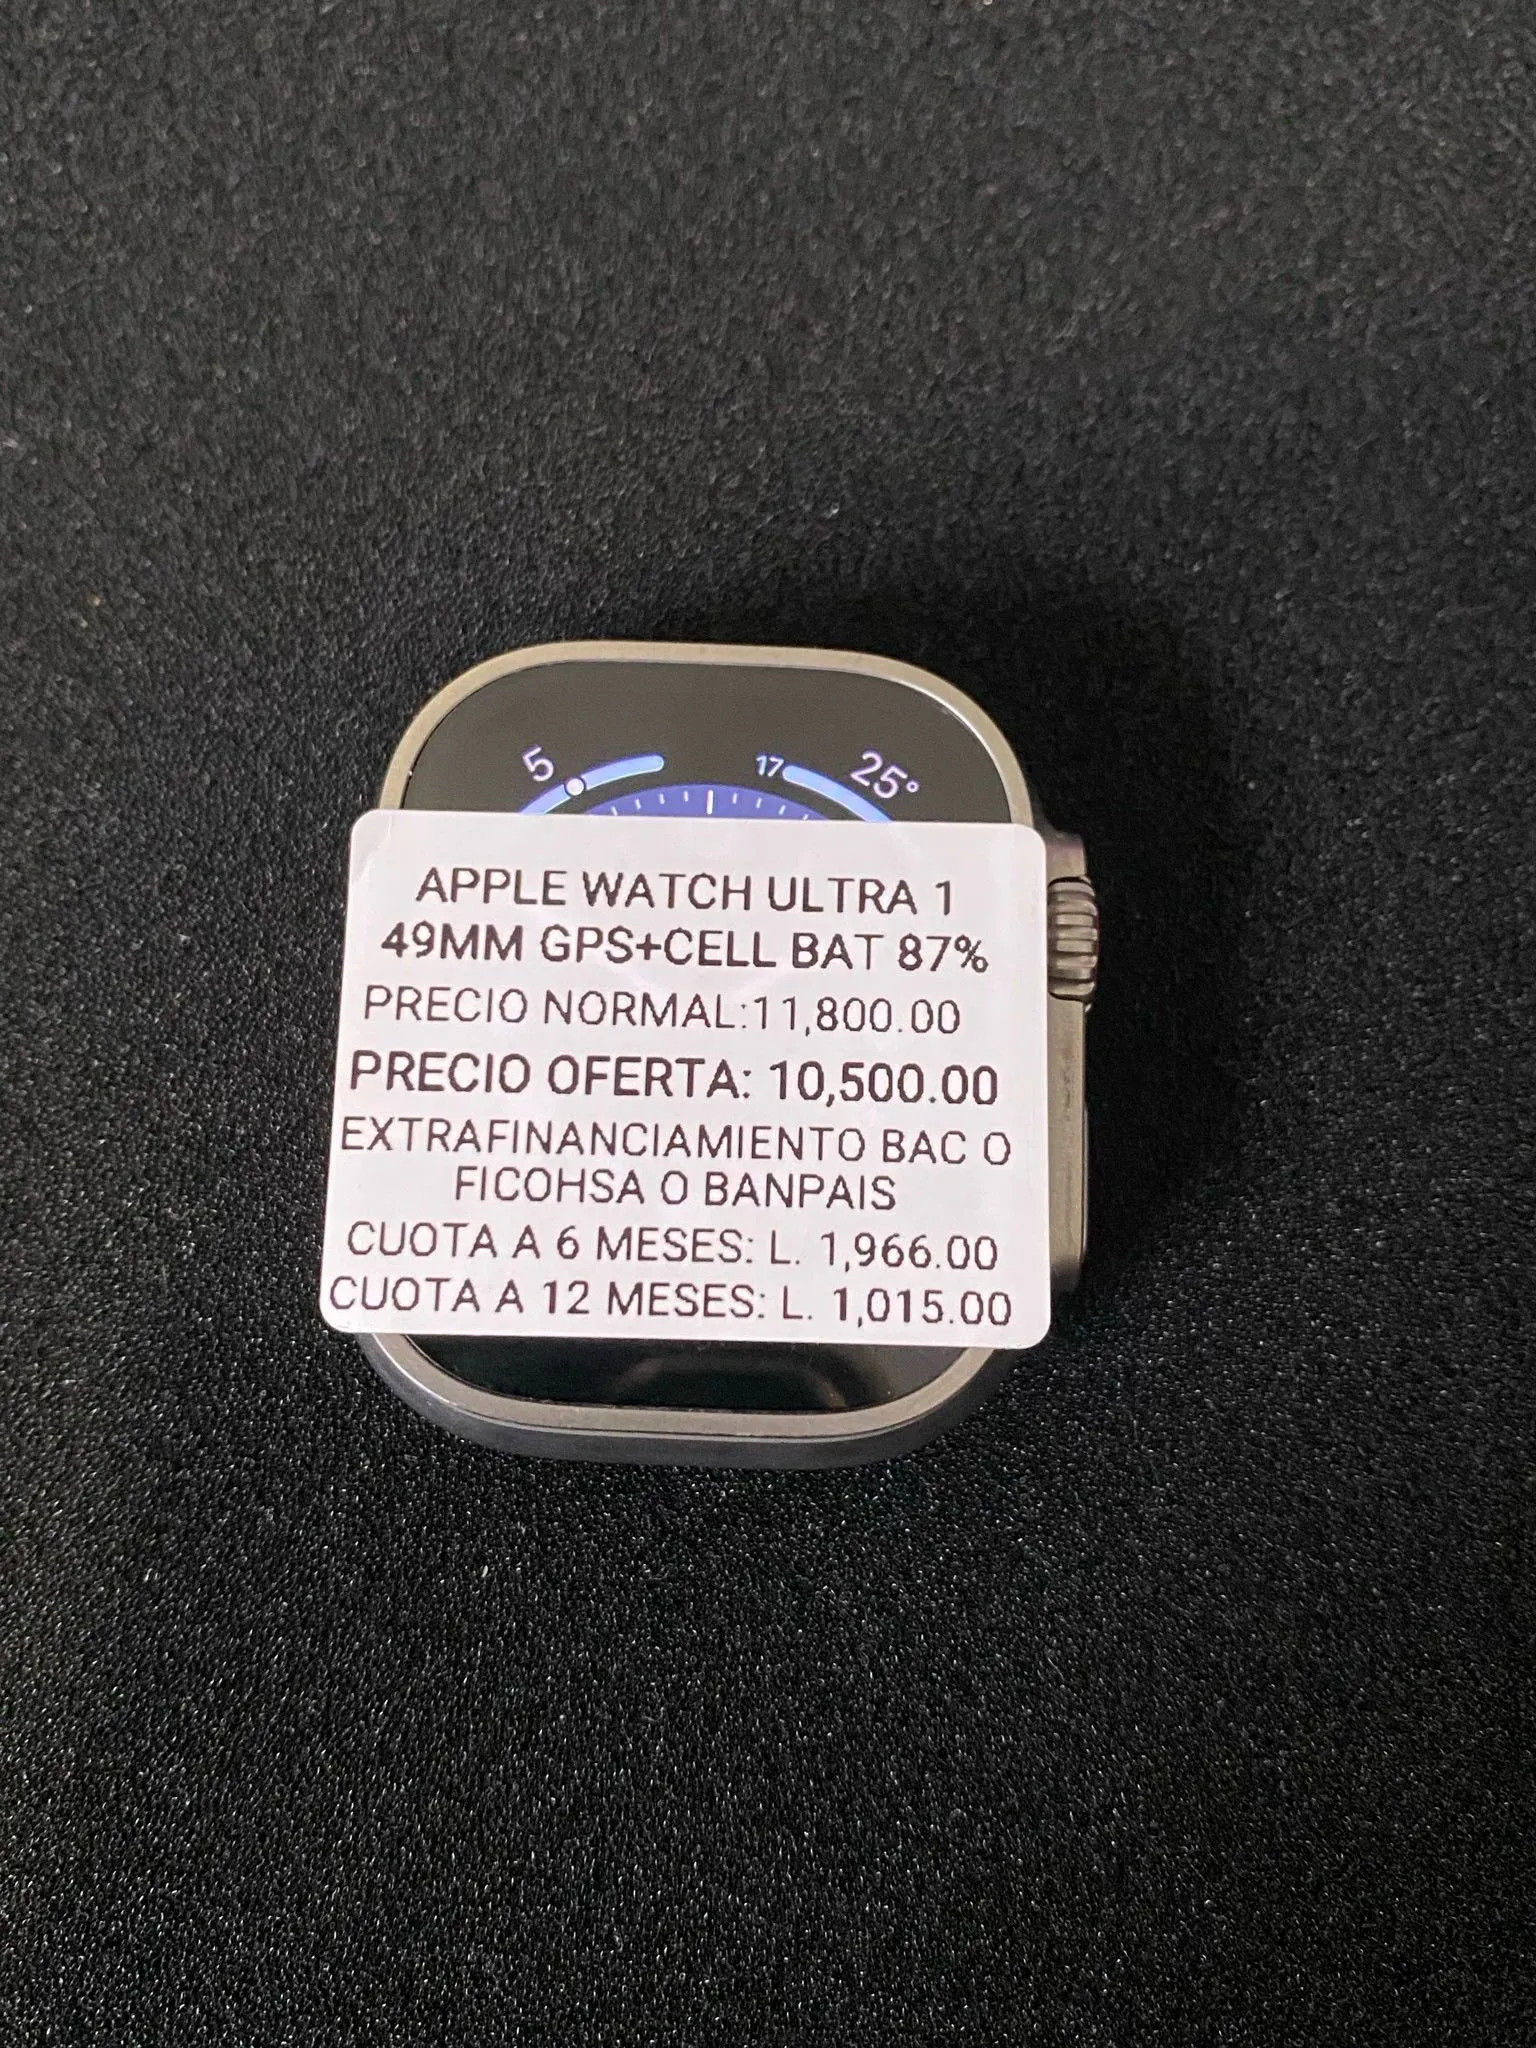 5
17
25°
APPLE WATCH ULTRA 1
49MM GPS+CELL BAT 87%
PRECIO NORMAL:11,800.00
PRECIO OFERTA: 10,500.00
EXTRAFINANCIAMIENTO BAC O
FICOHSA O BANPAIS
CUOTA A 6 MESES: L. 1,966.00
CUOTA A 12 MESES: L. 1,015.00